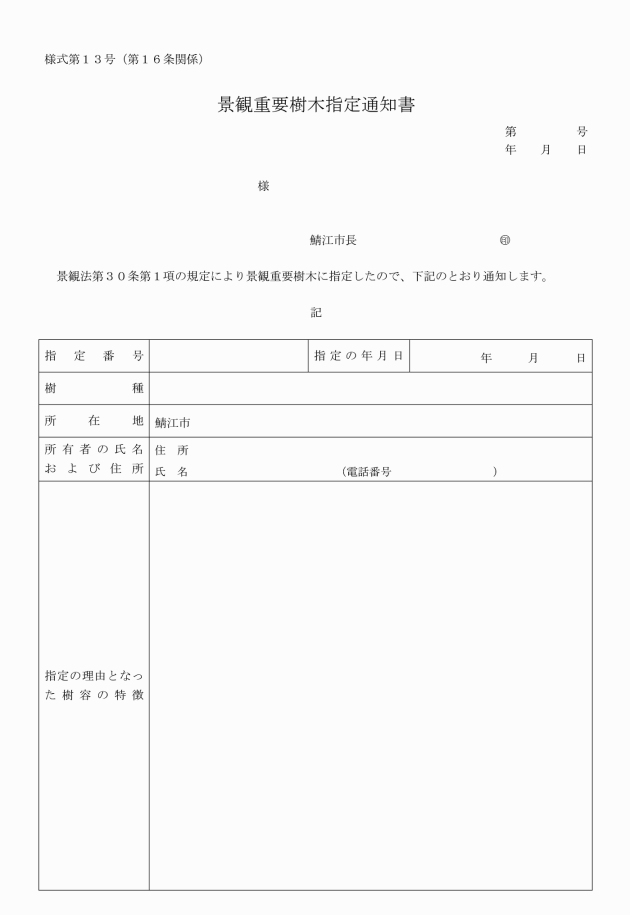 様式第１３号（第１６条関係）
景観重要樹木指定通知書
第　　　　　号
年　　月　　日
様
鯖江市長　　　　　　　　　　　　㊞
景観法第３０条第１項の規定により景観重要樹木に指定したので、下記のとおり通知します。
記
指定番号　　　　　指定の年月日　　　　　年　　　月　　　日
樹種
所在地　鯖江市
所有者の氏名
および住所
住　所
氏　名　　　　　　　　　　　　　（電話番号　　　　　　　　　）
指定の理由となっ
た樹容の特徴